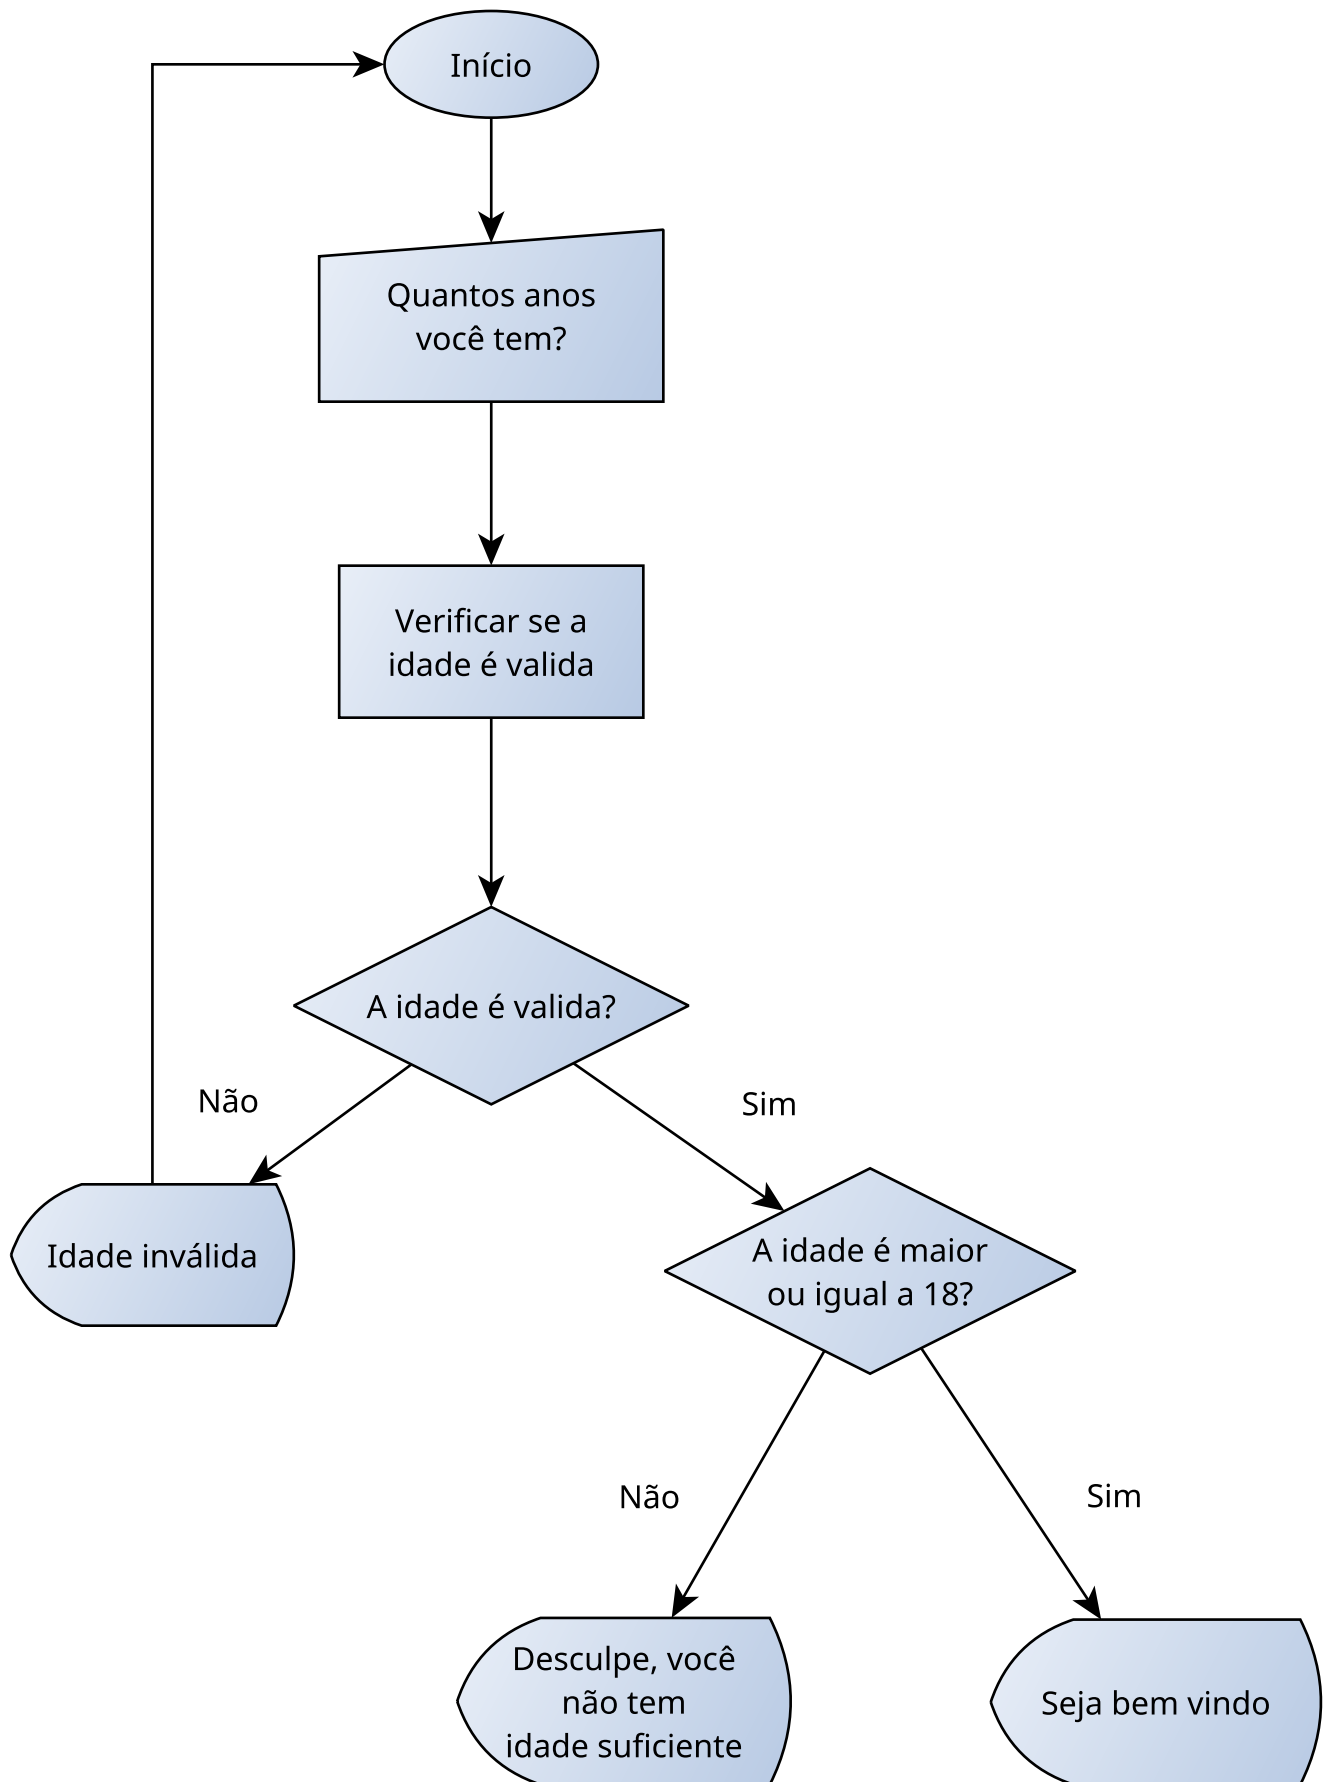 Início
Quantos anos
você tem?
Verificar se a
idade é valida
A idade é valida?
Não
Sim
Idade inválida
A idade é maior
ou igual a 18?
Não
Sim
Desculpe, você
não tem
idade suficiente
Seja bem vindo